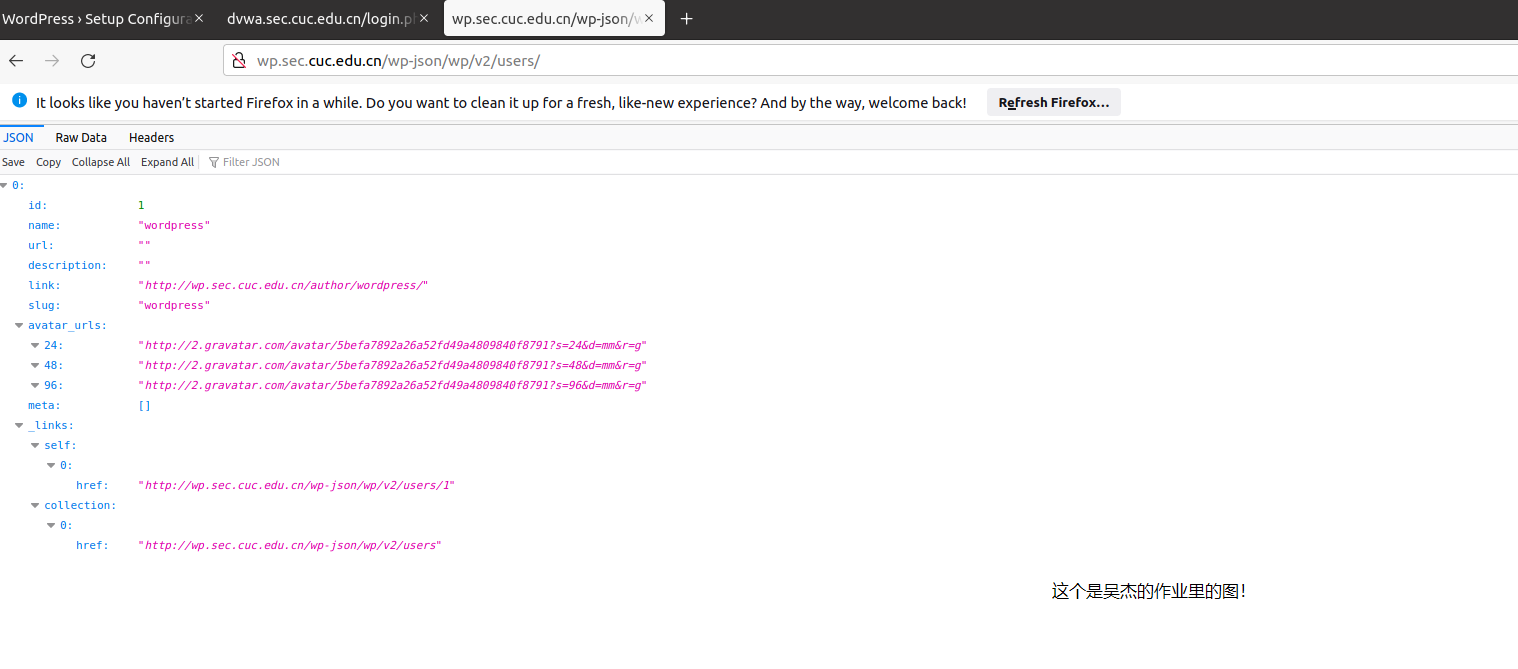 WordPress › Setup Configura
dvwa.sec.cuc.edu.cn/login.p
wp.sec.cuc.edu.cn/wp-json/w
wp.sec.cuc.edu.cn/wp-json/wp/v2/users/
It looks like you haven’t started Firefox in a while. Do you want to clean it up for a fresh, like-new experience? And by the way, welcome back! Refresh Firefox...
JSON Raw Data Headers
Save Copy Collapse All Expand All Filter JSON
0:
id: 1
name: "wordpress"
url: ""
description: ""
link: "http://wp.sec.cuc.edu.cn/author/wordpress/"
slug: "wordpress"
avatar_urls:
24: "http://2.gravatar.com/avatar/5befa7892a26a52fd49a4809840f8791?s=24&d=mm&r=g"
48: "http://2.gravatar.com/avatar/5befa7892a26a52fd49a4809840f8791?s=48&d=mm&r=g"
96: "http://2.gravatar.com/avatar/5befa7892a26a52fd49a4809840f8791?s=96&d=mm&r=g"
meta: []
_links:
self:
0:
href: "http://wp.sec.cuc.edu.cn/wp-json/wp/v2/users/1"
collection:
0:
href: "http://wp.sec.cuc.edu.cn/wp-json/wp/v2/users"
这个是吴杰的作业里的图！